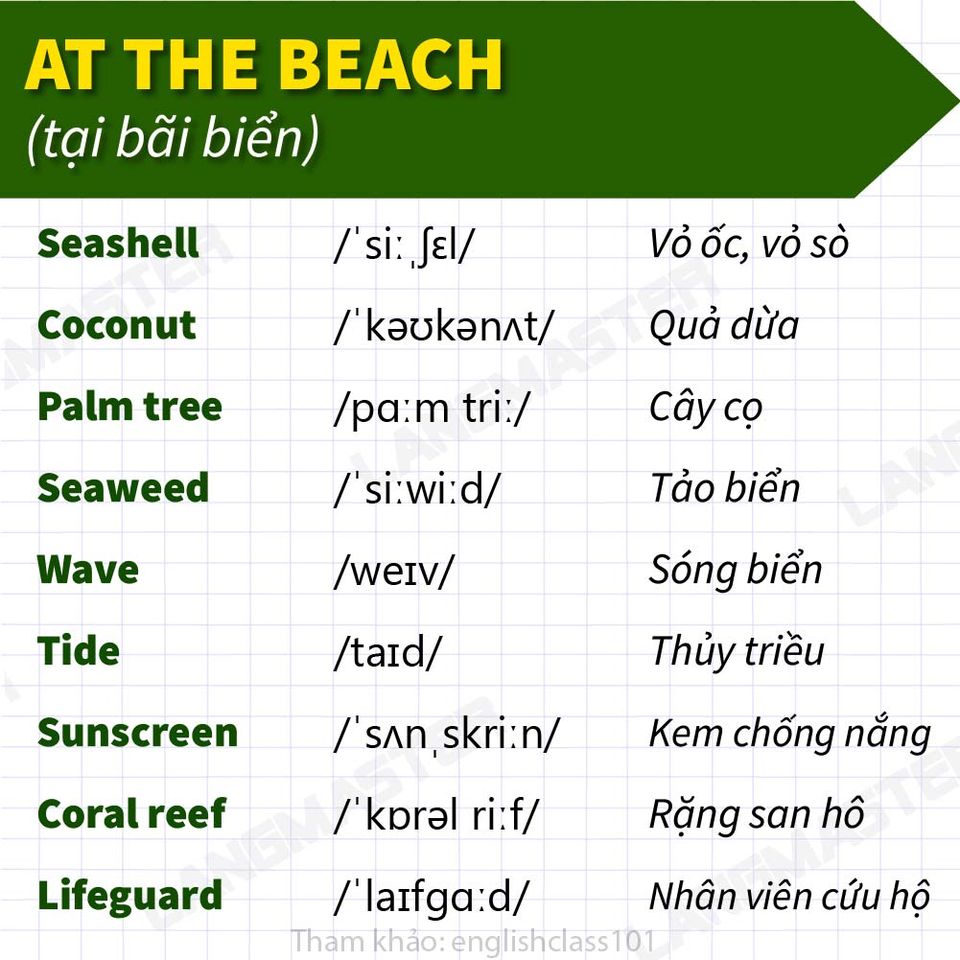 AT THE BEACH
(tại bãi biển)
Seashell /ˈsiːˌʃɛl/ Vỏ ốc, vỏ sò
Coconut /ˈkəʊkənʌt/ Quả dừa
Palm tree /pɑːm triː/ Cây cọ
Seaweed /ˈsiːwiːd/ Tảo biển
Wave /weɪv/ Sóng biển
Tide /taɪd/ Thủy triều
Sunscreen /ˈsʌnˌskriːn/ Kem chống nắng
Coral reef /ˈkɒrəl riːf/ Rặng san hô
Lifeguard /ˈlaɪfgɑːd/ Nhân viên cứu hộ
Tham khảo: englishclass101
LANGMASTER